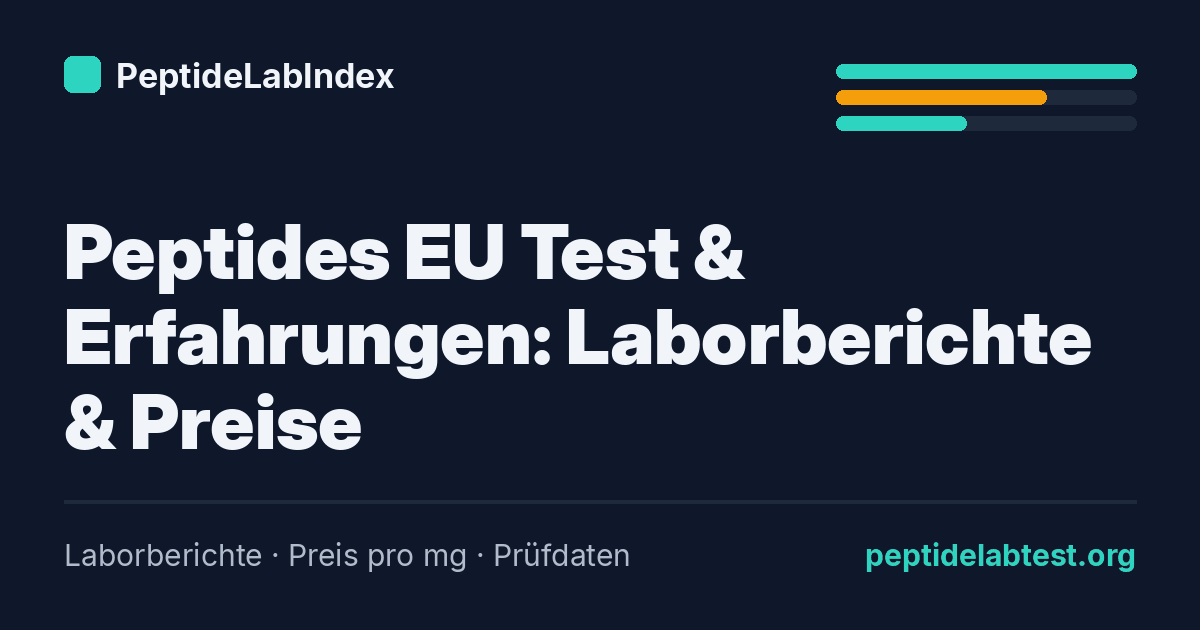 PeptideLabIndex
Peptides EU Test &
Erfahrungen: Laborberichte
& Preise
Laborberichte · Preis pro mg · Prüfdaten
peptidelabtest.org